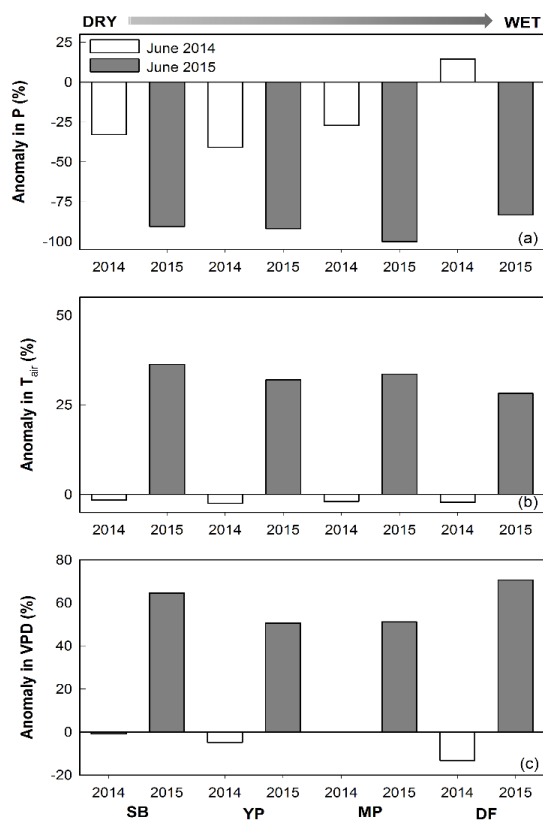 DRY WET
June 2014
June 2015
Anomaly in P (%)
25
0
-25
-50
-75
-100
(a)
2014 2015 2014 2015 2014 2015 2014 2015
Anomaly in Tair (%)
50
25
0
(b)
2014 2015 2014 2015 2014 2015 2014 2015
Anomaly in VPD (%)
80
60
40
20
0
-20
(c)
2014 2015 2014 2015 2014 2015 2014 2015
SB YP MP DF